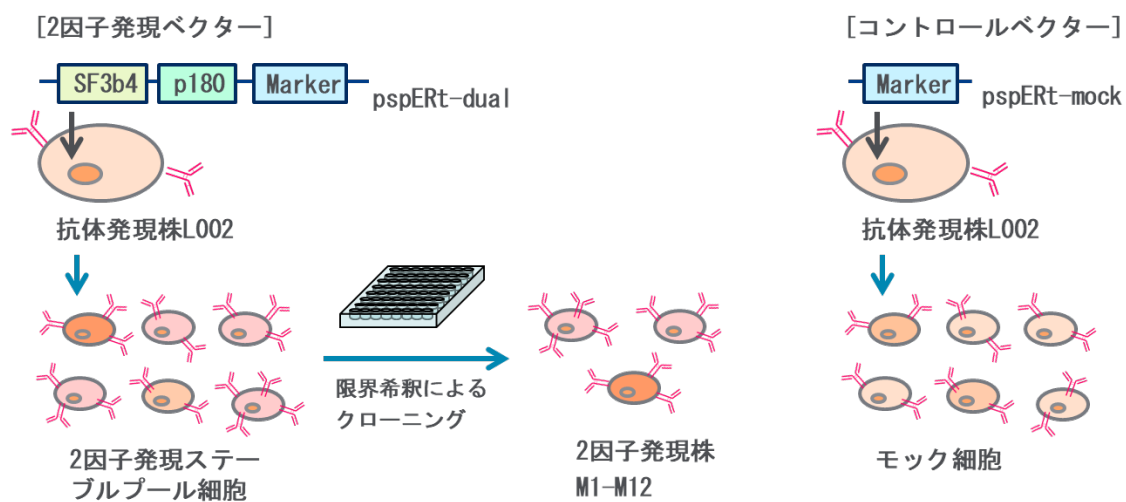 [2因子発現ベクター]
[コントロールベクター]
SF3b4 p180 Marker
pspERt-dual
Marker
pspERt-mock
抗体発現株L002
抗体発現株L002
限界希釈による
クローニング
2因子発現ステー
ブルプール細胞
2因子発現株
M1-M12
モック細胞